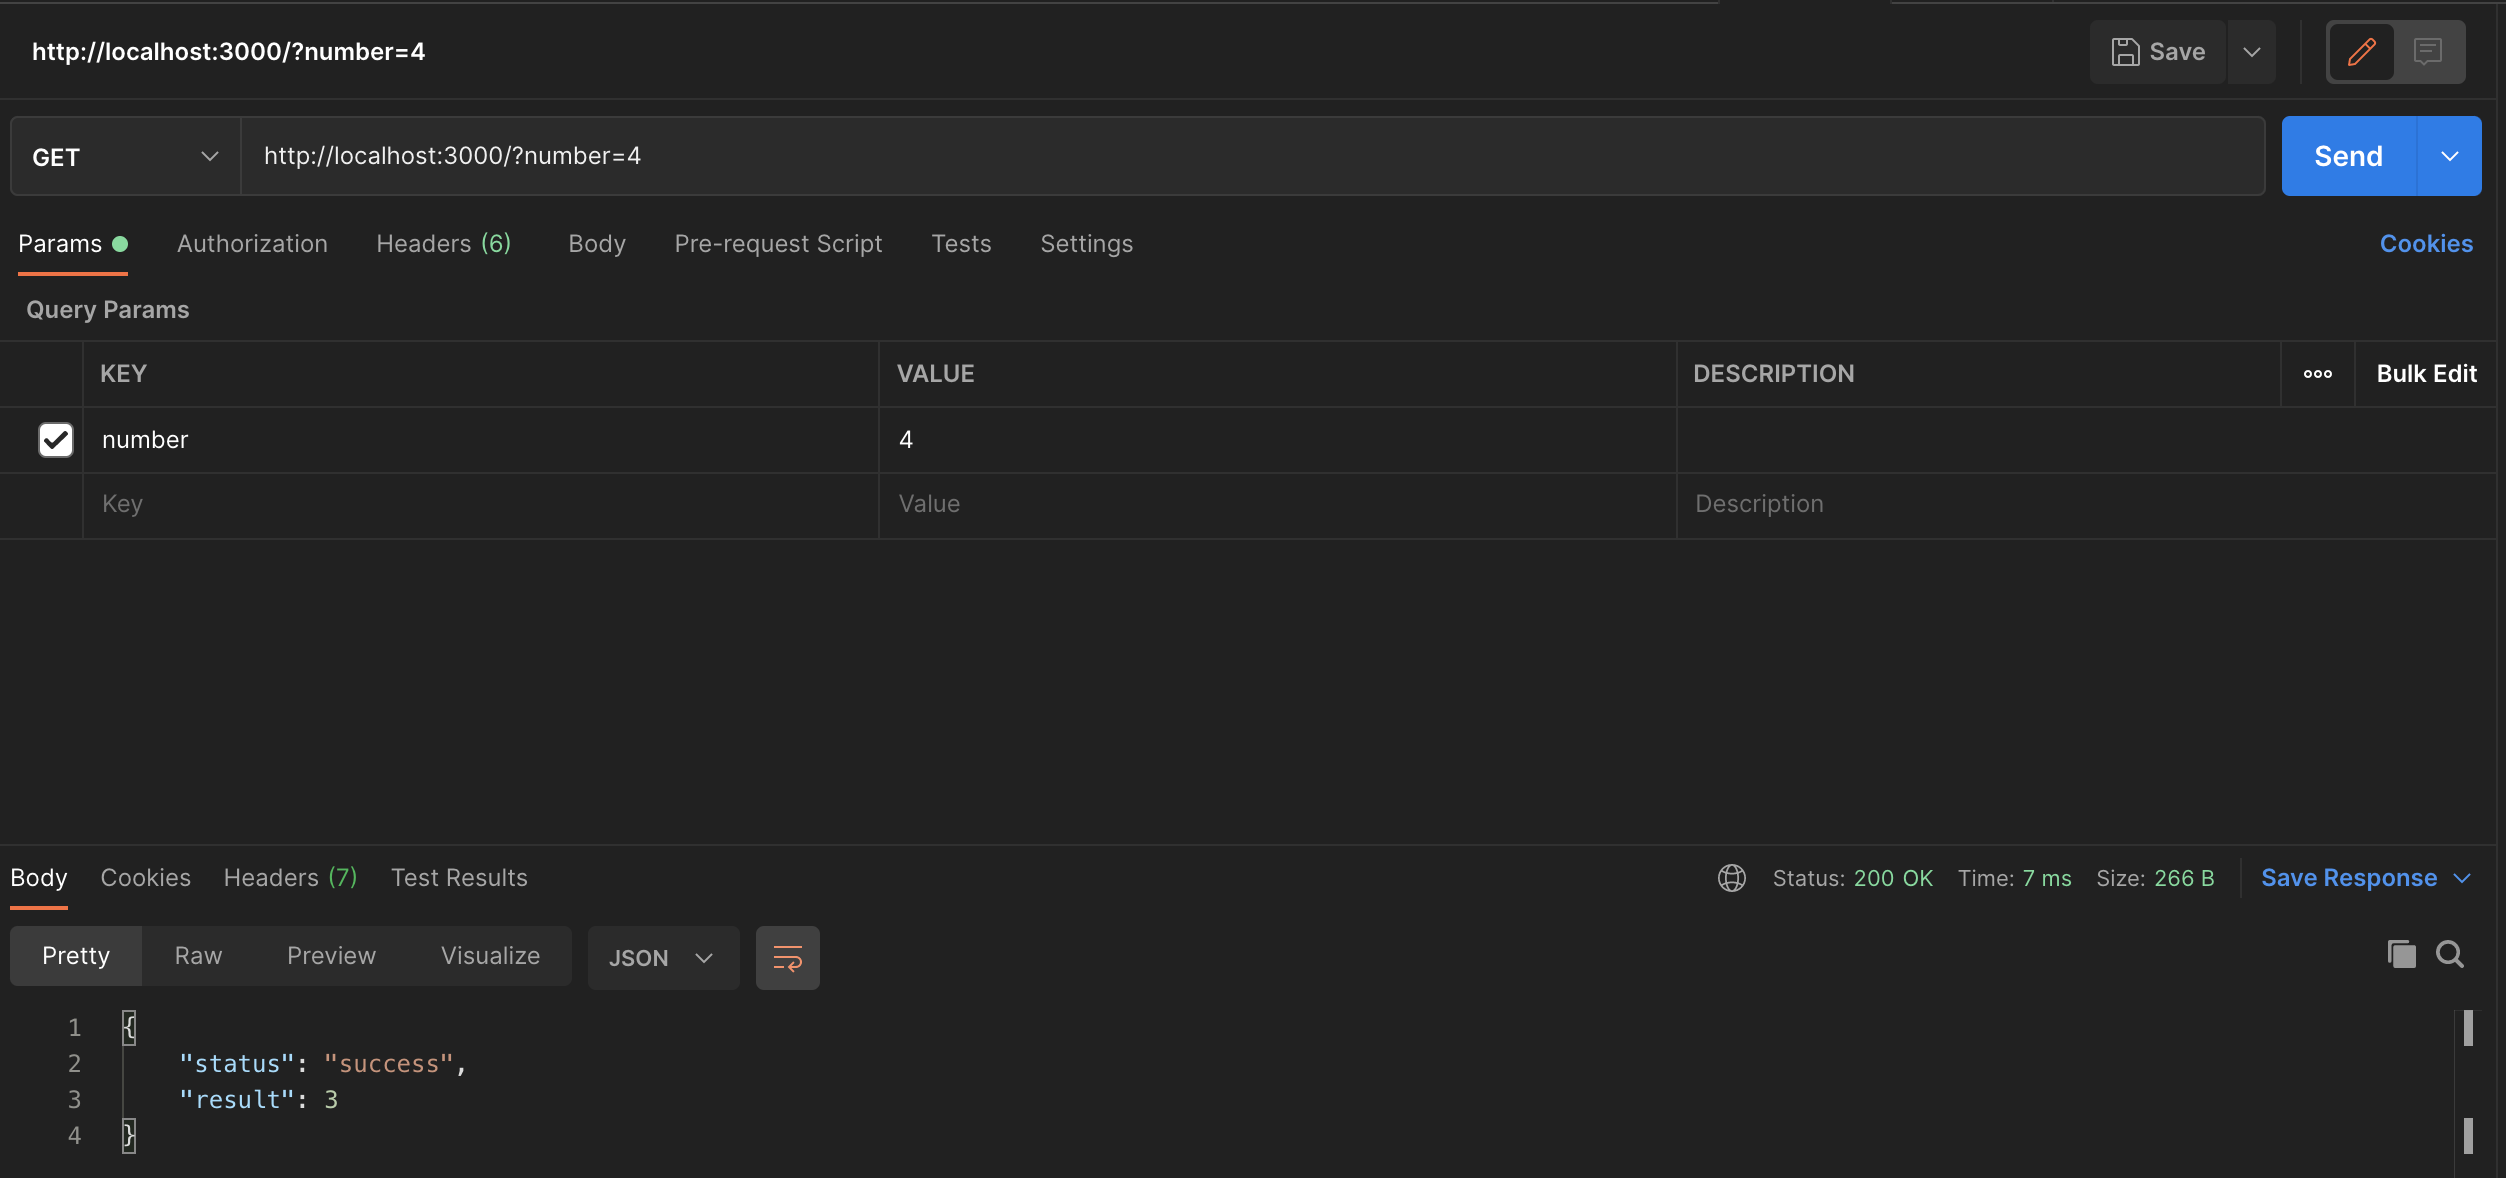 http://localhost:3000/?number=4
Save
GET
http://localhost:3000/?number=4
Send
Params Authorization Headers (6) Body Pre-request Script Tests Settings Cookies
Query Params
KEY VALUE DESCRIPTION ooo Bulk Edit
number 4
Key Value Description
Body Cookies Headers (7) Test Results Status: 200 OK Time: 7 ms Size: 266 B Save Response
Pretty Raw Preview Visualize JSON
1 {
2 "status": "success",
3 "result": 3
4 }